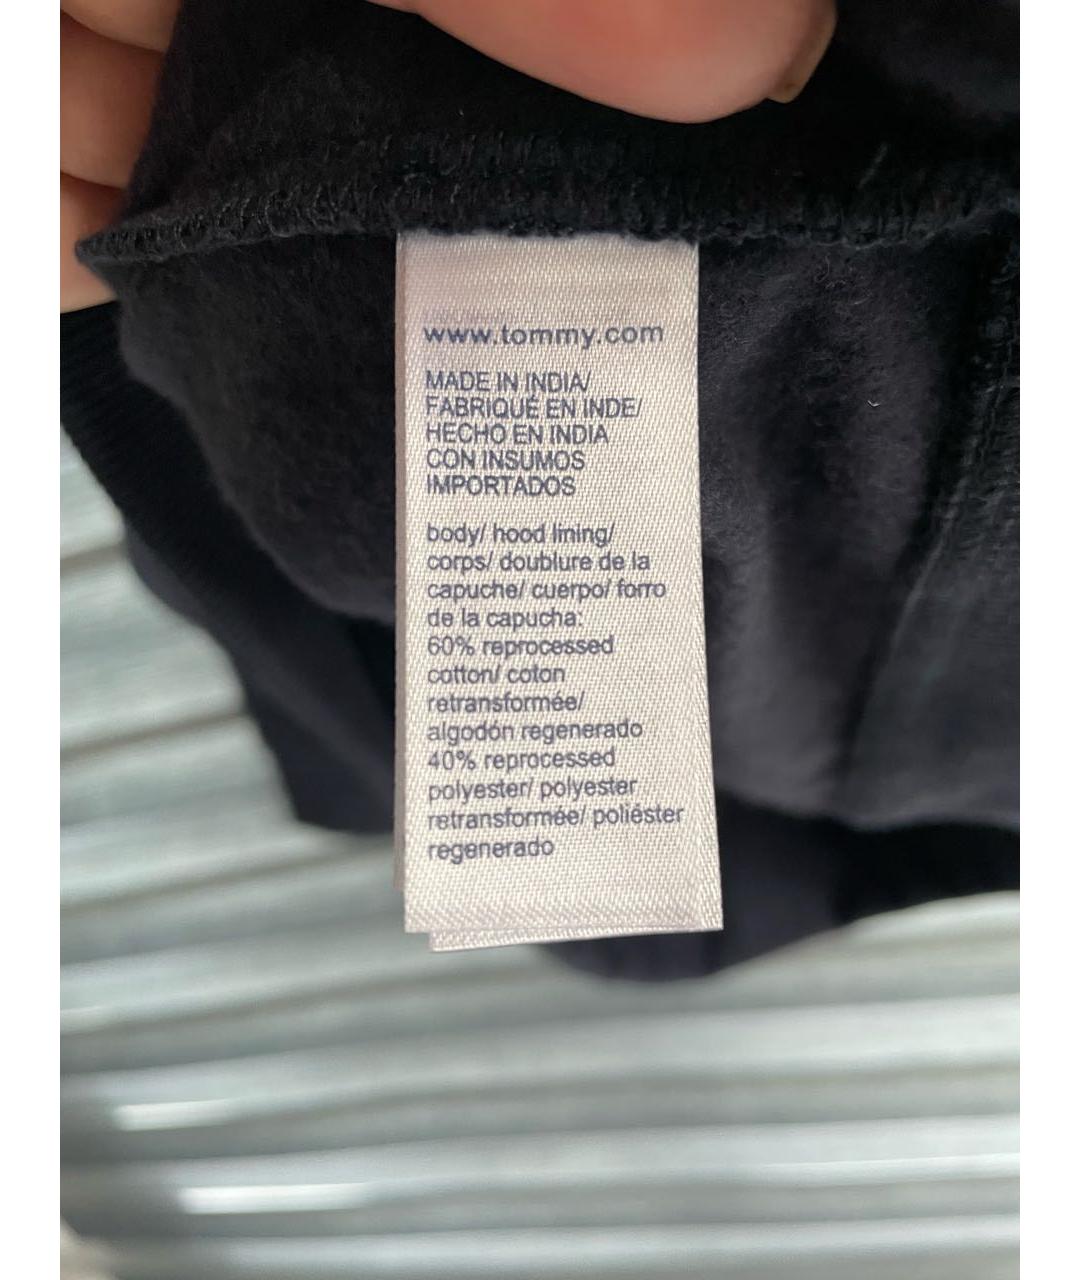 www.tommy.com
MADE IN INDIA/
FABRIQUÉ EN INDE/
HECHO EN INDIA
CON INSUMOS
IMPORTADOS
body/ hood lining/
corps/ doublure de la
capuche/ cuerpo/ forro
de la capucha:
60% reprocessed
cotton/ coton
retransformée/
algodón regenerado
40% reprocessed
polyester/ polyester
retransformée/ poliéster
regenerado